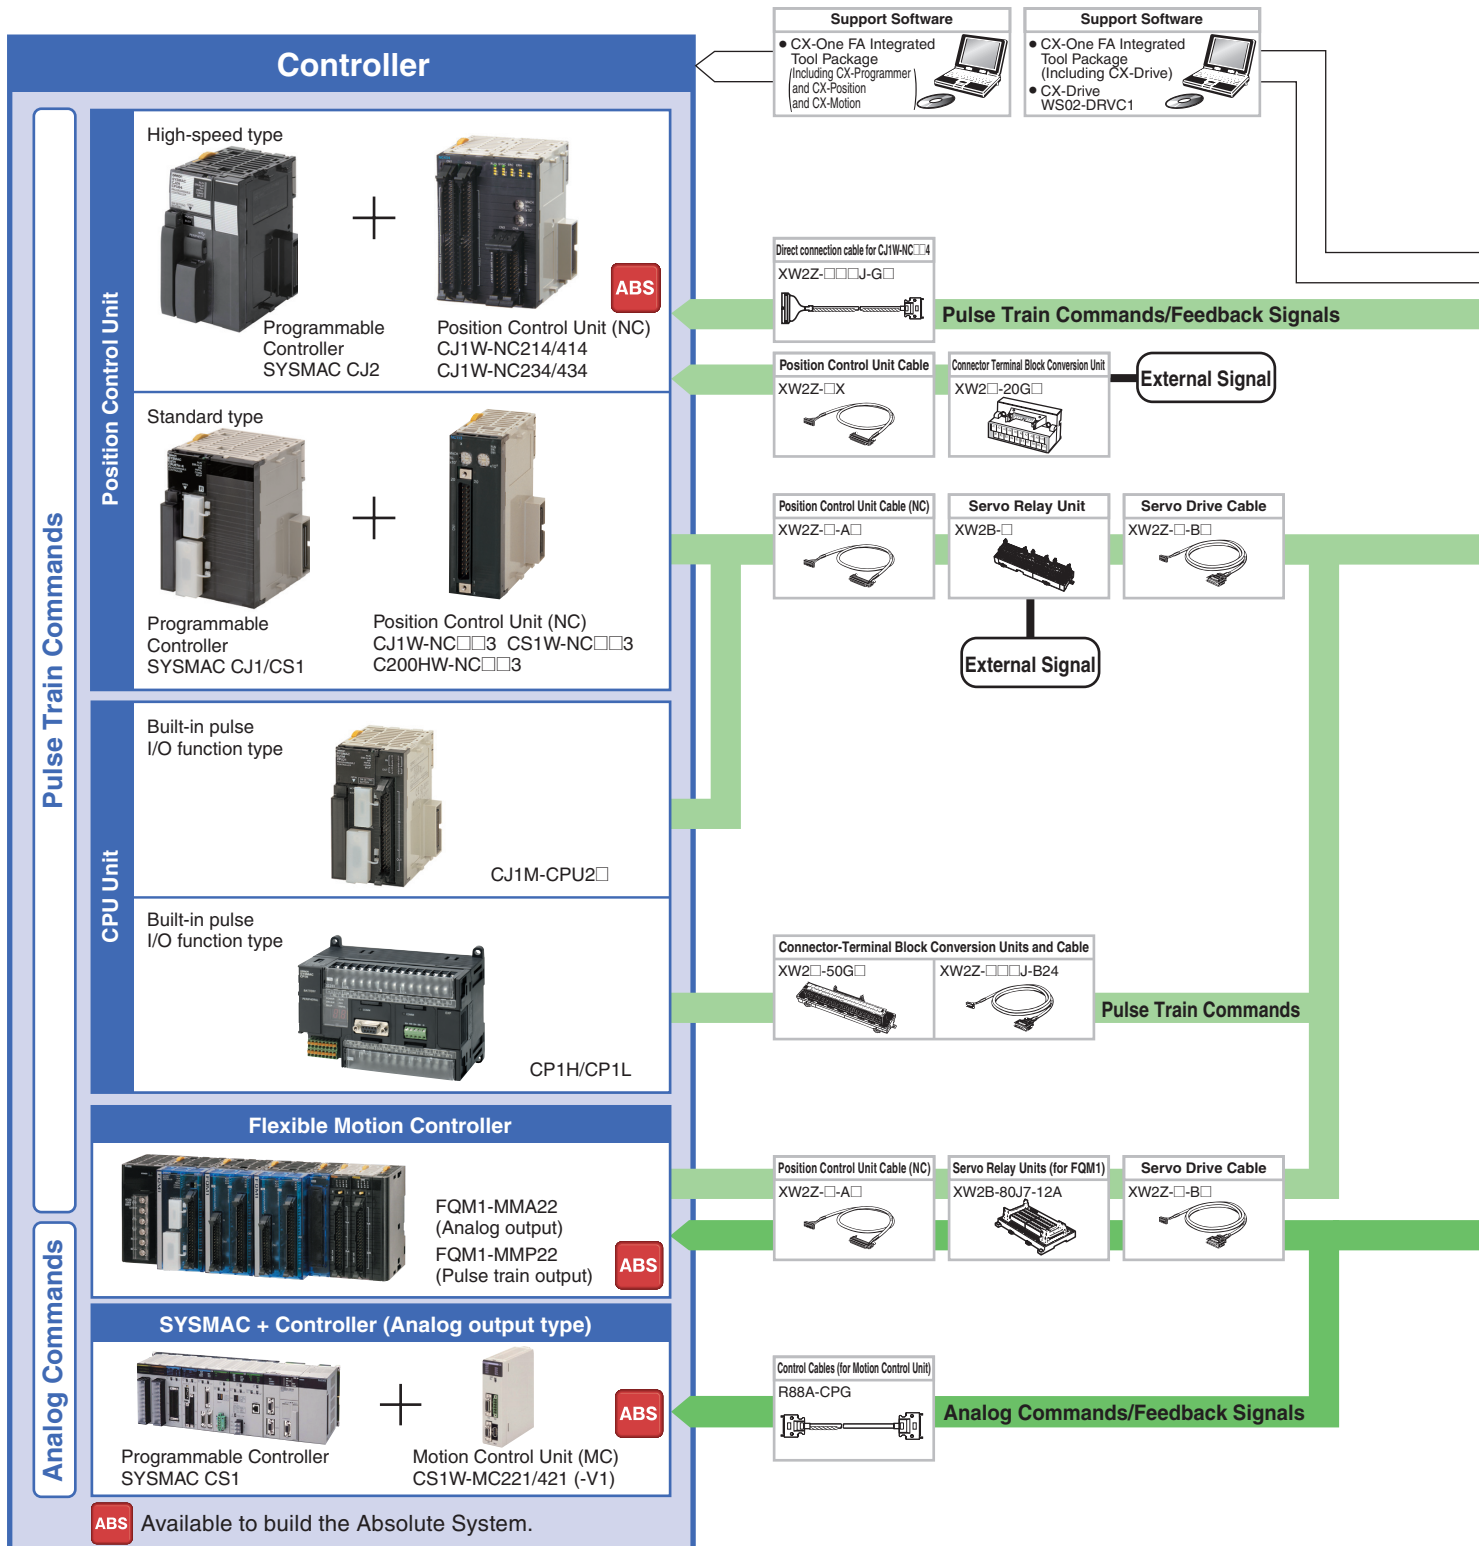 Support Software
● CX-One FA Integrated
Tool Package
(Including CX-Programmer
and CX-Position
and CX-Motion)
Support Software
● CX-One FA Integrated
Tool Package
(Including CX-Drive)
● CX-Drive
WS02-DRVC1
Controller
Pulse Train Commands
Analog Commands
Position Control Unit
High-speed type
Programmable
Controller
SYSMAC CJ2
ABS
Position Control Unit (NC)
CJ1W-NC214/414
CJ1W-NC234/434
Standard type
Programmable
Controller
SYSMAC CJ1/CS1
Position Control Unit (NC)
CJ1W-NC□□3 CS1W-NC□□3
C200HW-NC□□3
CPU Unit
Built-in pulse
I/O function type
CJ1M-CPU2□
Built-in pulse
I/O function type
CP1H/CP1L
Flexible Motion Controller
FQM1-MMA22
(Analog output)
FQM1-MMP22
(Pulse train output)
ABS
SYSMAC + Controller (Analog output type)
Programmable Controller
SYSMAC CS1
Motion Control Unit (MC)
CS1W-MC221/421 (-V1)
ABS
ABS Available to build the Absolute System.
Direct connection cable for CJ1W-NC□□4
XW2Z-□□□J-G□
Pulse Train Commands/Feedback Signals
Position Control Unit Cable
XW2Z-□X
Connector Terminal Block Conversion Unit
XW2□-20G□
External Signal
Position Control Unit Cable (NC)
XW2Z-□-A□
Servo Relay Unit
XW2B-□
Servo Drive Cable
XW2Z-□-B□
External Signal
Connector-Terminal Block Conversion Units and Cable
XW2□-50G□
XW2Z-□□□J-B24
Pulse Train Commands
Position Control Unit Cable (NC)
XW2Z-□-A□
Servo Relay Units (for FQM1)
XW2B-80J7-12A
Servo Drive Cable
XW2Z-□-B□
Control Cables (for Motion Control Unit)
R88A-CPG
Analog Commands/Feedback Signals